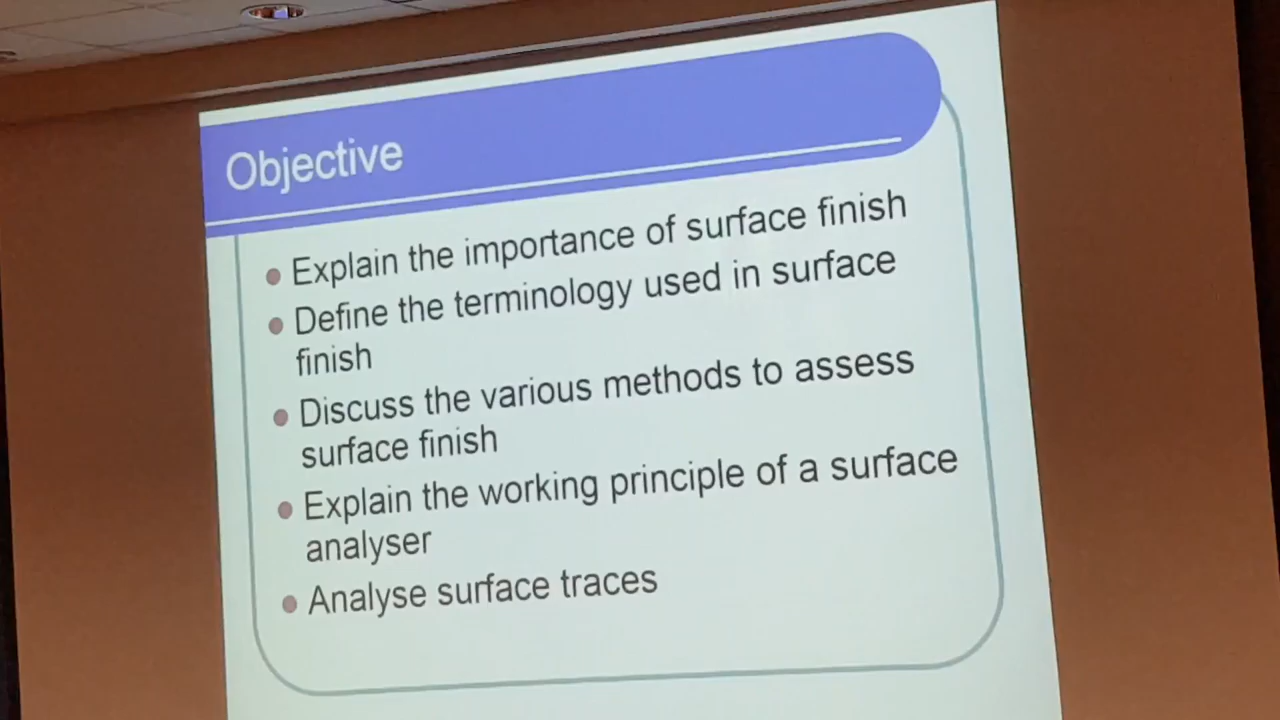 Objective
Explain the importance of surface finish
Define the terminology used in surface
finish
Discuss the various methods to assess
surface finish
Explain the working principle of a surface
analyser
Analyse surface traces